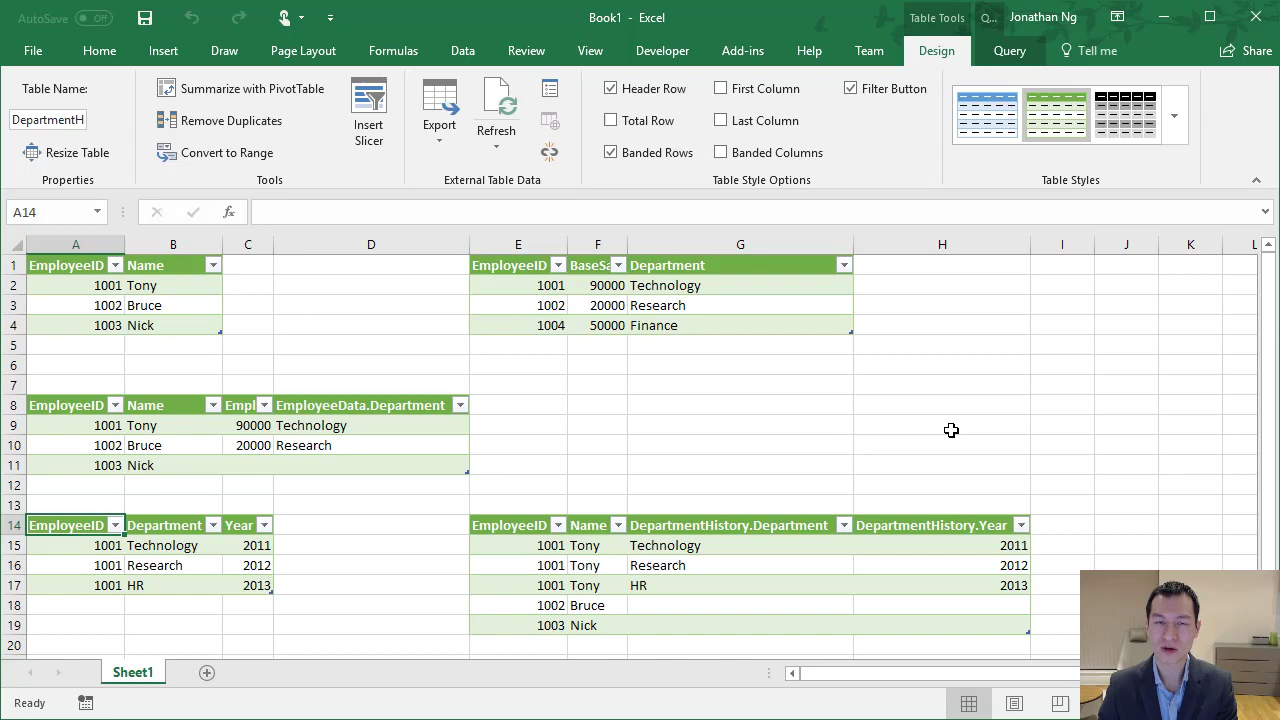 AutoSave Off Book1 - Excel Table Tools Q... Jonathan Ng
File Home Insert Draw Page Layout Formulas Data Review View Developer Add-ins Help Team Design Query Tell me Share
Table Name:
DepartmentH
Resize Table
Properties
Summarize with PivotTable
Remove Duplicates
Convert to Range
Tools
Insert
Slicer
Export
Refresh
External Table Data
Header Row First Column Filter Button
Total Row Last Column
Banded Rows Banded Columns
Table Style Options
Table Styles
A14 fx
A B C D E F G H I J K L
1 EmployeeID Name EmployeeID BaseSa Department
2 1001 Tony 1001 90000 Technology
3 1002 Bruce 1002 20000 Research
4 1003 Nick 1004 50000 Finance
5
6
7
8 EmployeeID Name Empl EmployeeData.Department
9 1001 Tony 90000 Technology
10 1002 Bruce 20000 Research
11 1003 Nick
12
13
14 EmployeeID Department Year EmployeeID Name DepartmentHistory.Department DepartmentHistory.Year
15 1001 Technology 2011 1001 Tony Technology 2011
16 1001 Research 2012 1001 Tony Research 2012
17 1001 HR 2013 1001 Tony HR 2013
18 1002 Bruce
19 1003 Nick
20
Sheet1
Ready